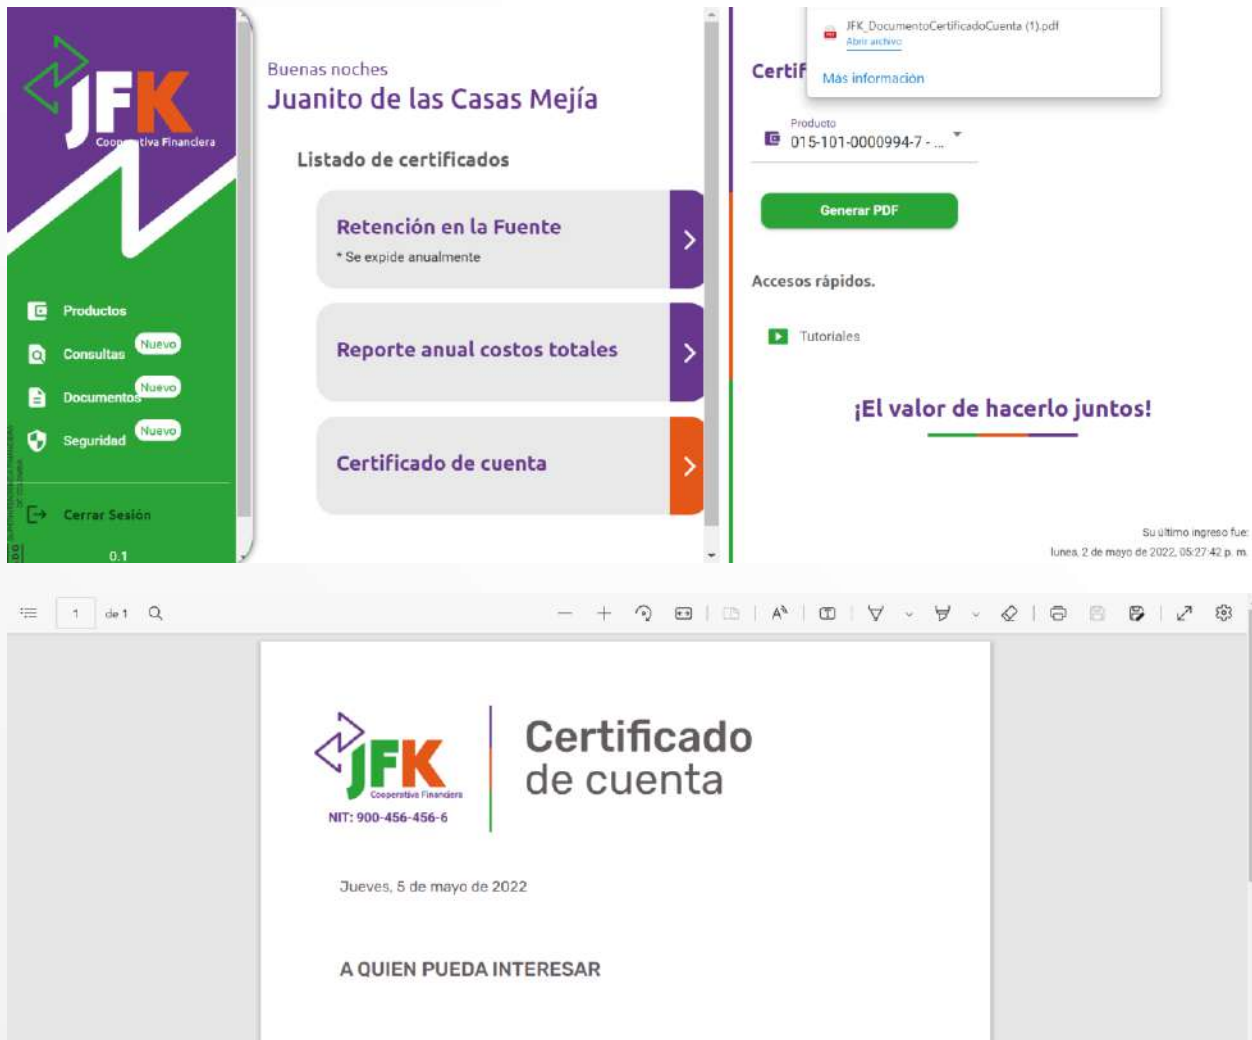 JFK
Cooperativa Financiera
Productos
Consultas Nuevo
Documentos Nuevo
Seguridad Nuevo
Cerrar Sesión
0.1
Buenas noches
Juanito de las Casas Mejía
Listado de certificados
Retención en la Fuente
* Se expide anualmente
Reporte anual costos totales
Certificado de cuenta
JFK_DocumentoCertificadoCuenta (1).pdf
Abrir archivo
Más información
Certif
Producto
015-101-0000994-7 - ...
Generar PDF
Accesos rápidos.
Tutoriales
¡El valor de hacerlo juntos!
Su último ingreso fue:
lunes, 2 de mayo de 2022, 05:27:42 p. m.
1 de 1
JFK
Cooperativa Financiera
NIT: 900-456-456-6
Certificado
de cuenta
Jueves, 5 de mayo de 2022
A QUIEN PUEDA INTERESAR